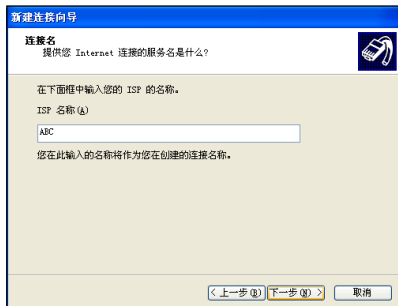 新建连接向导
连接名
提供您 Internet 连接的服务名是什么?
在下面框中输入您的 ISP 的名称。
ISP 名称(A)
ABC
您在此输入的名称将作为您在创建的连接名称。
< 上一步(B) 下一步(N) > 取消